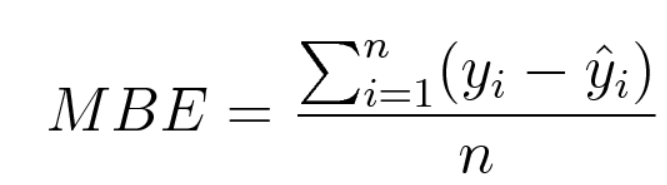 MBE = \frac{\sum_{i=1}^{n}(y_i - \hat{y}_i)}{n}